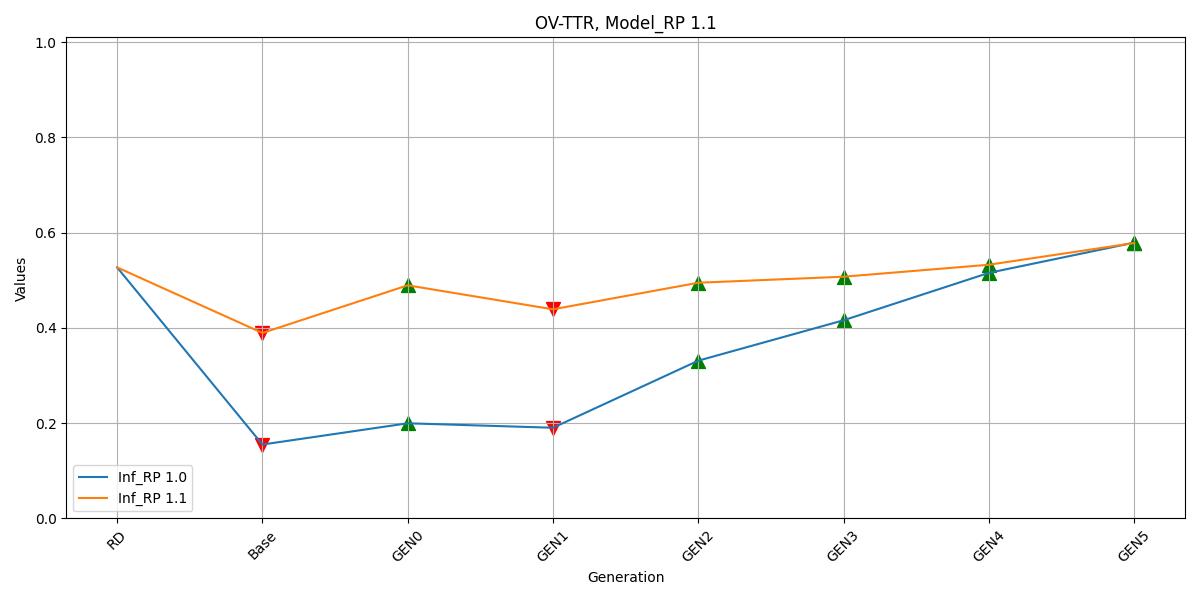 OV-TTR, Model_RP 1.1
Values
1.0
0.8
0.6
0.4
0.2
0.0
Inf_RP 1.0
Inf_RP 1.1
RD
Base
GEN0
GEN1
GEN2
GEN3
GEN4
GEN5
Generation